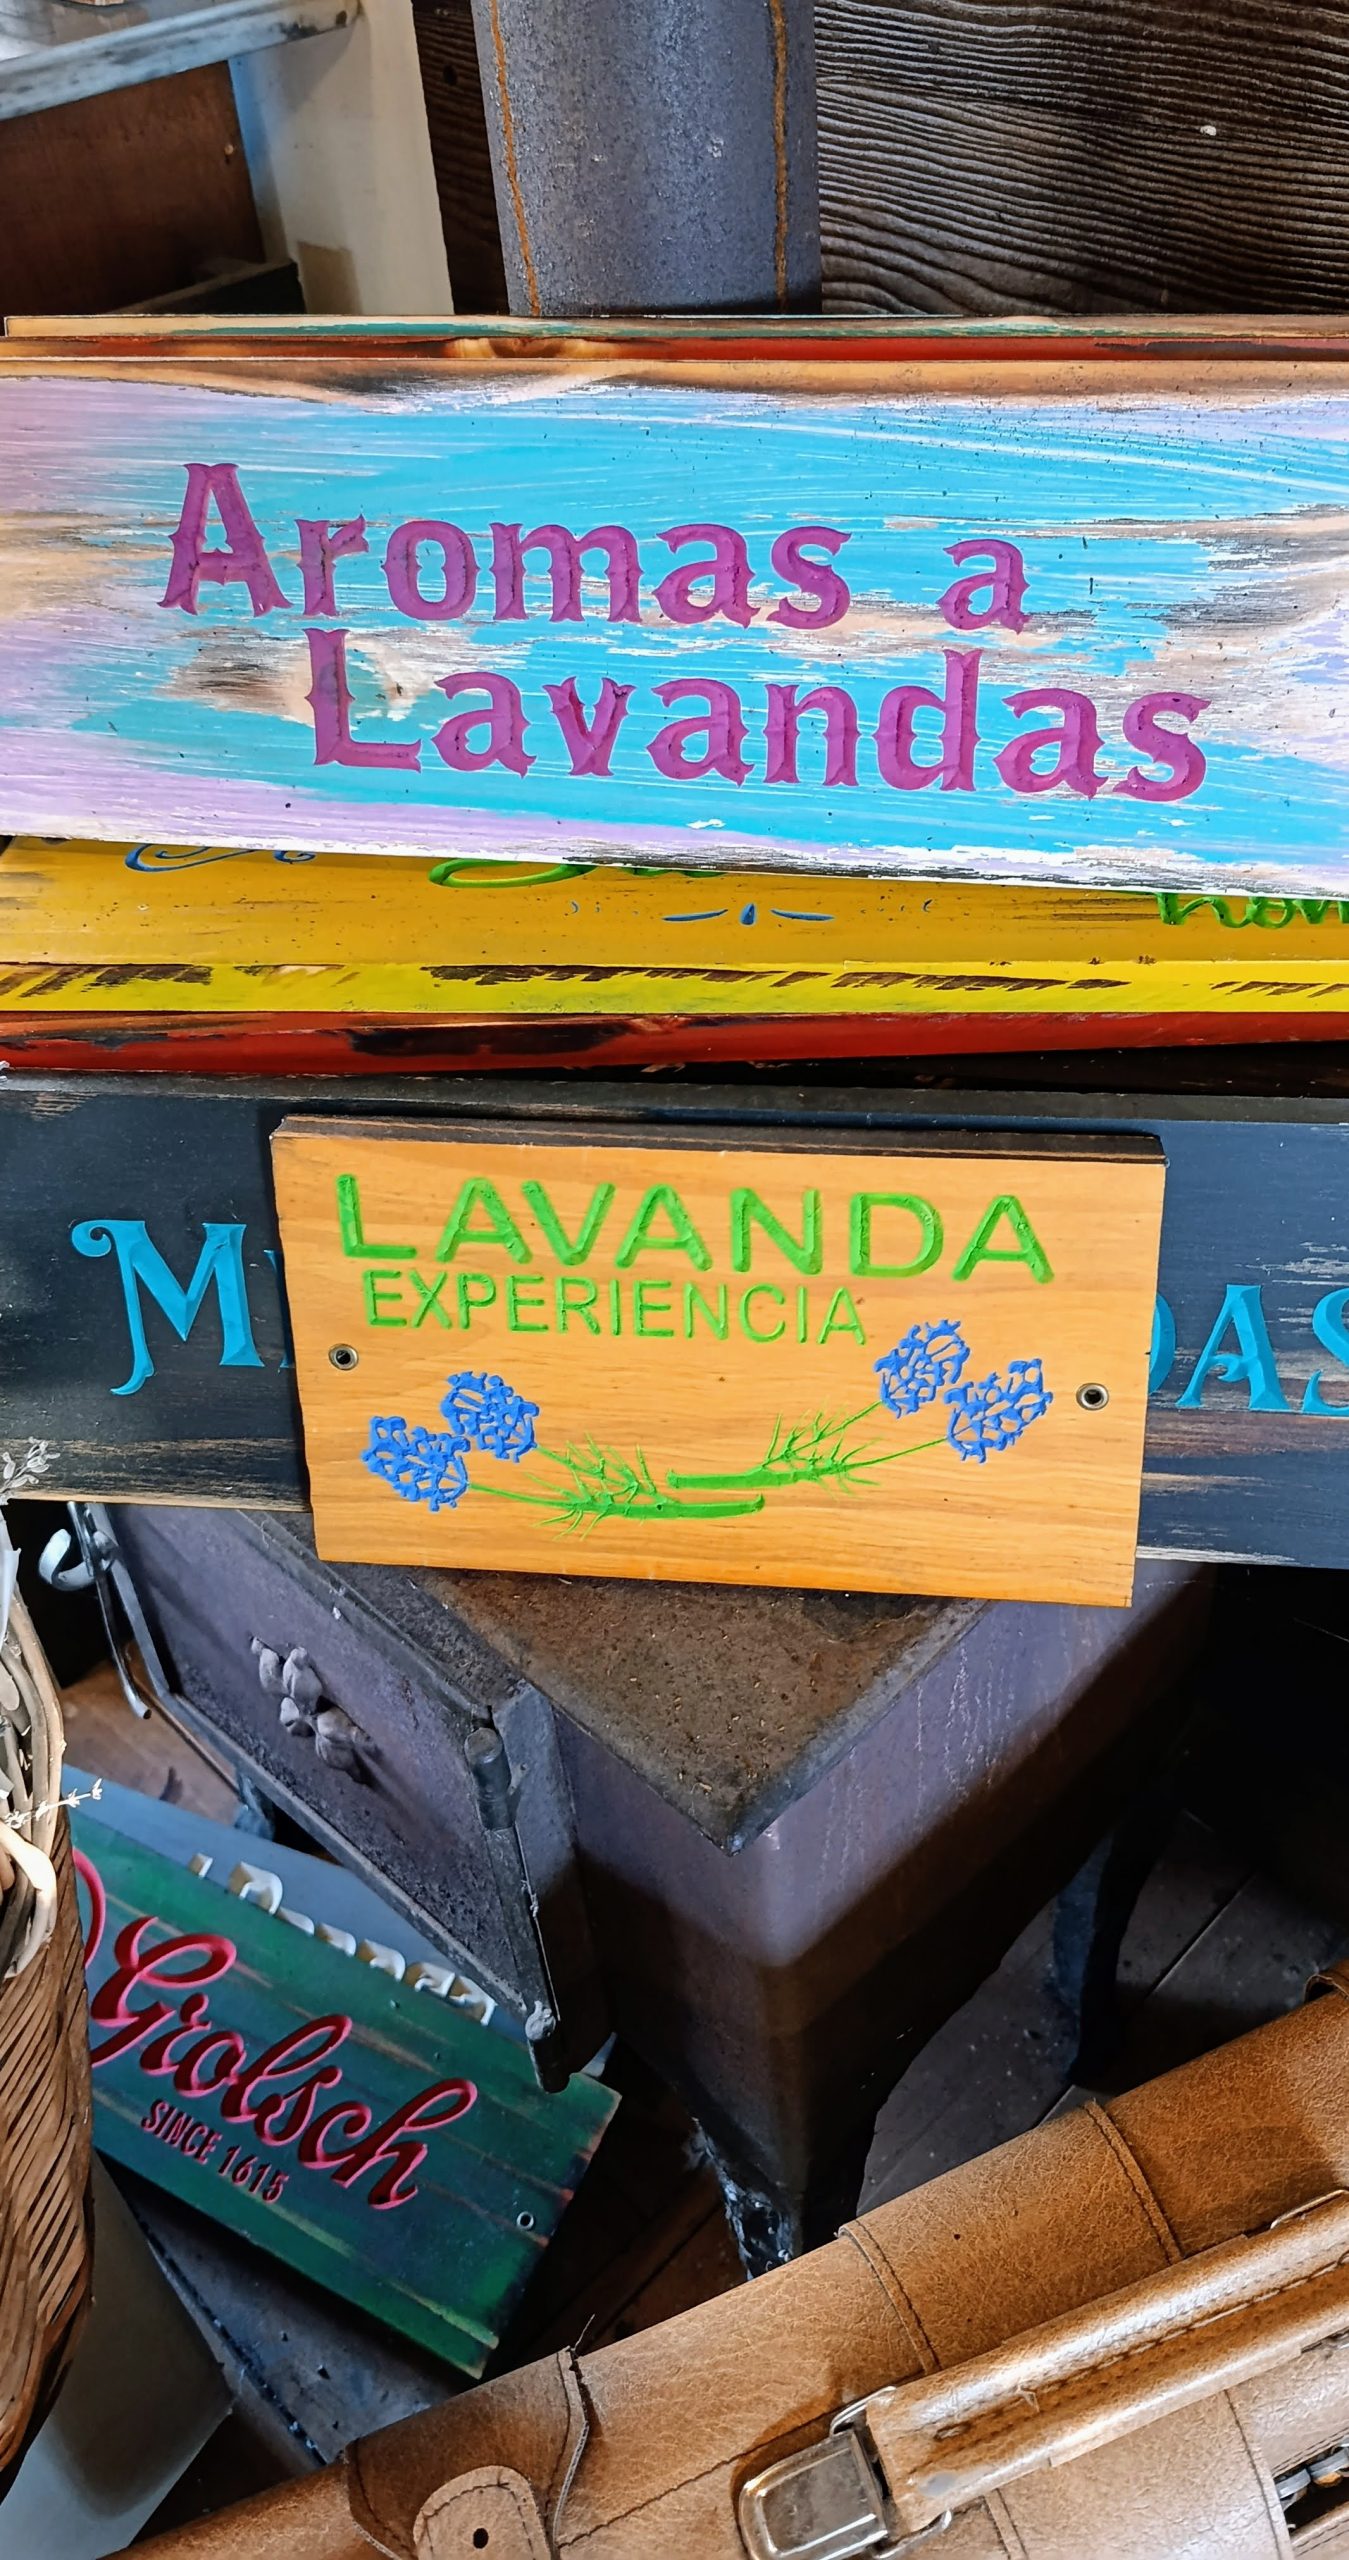 Aromas a
Lavandas
LAVANDA
EXPERIENCIA
Grolsch
SINCE 1615